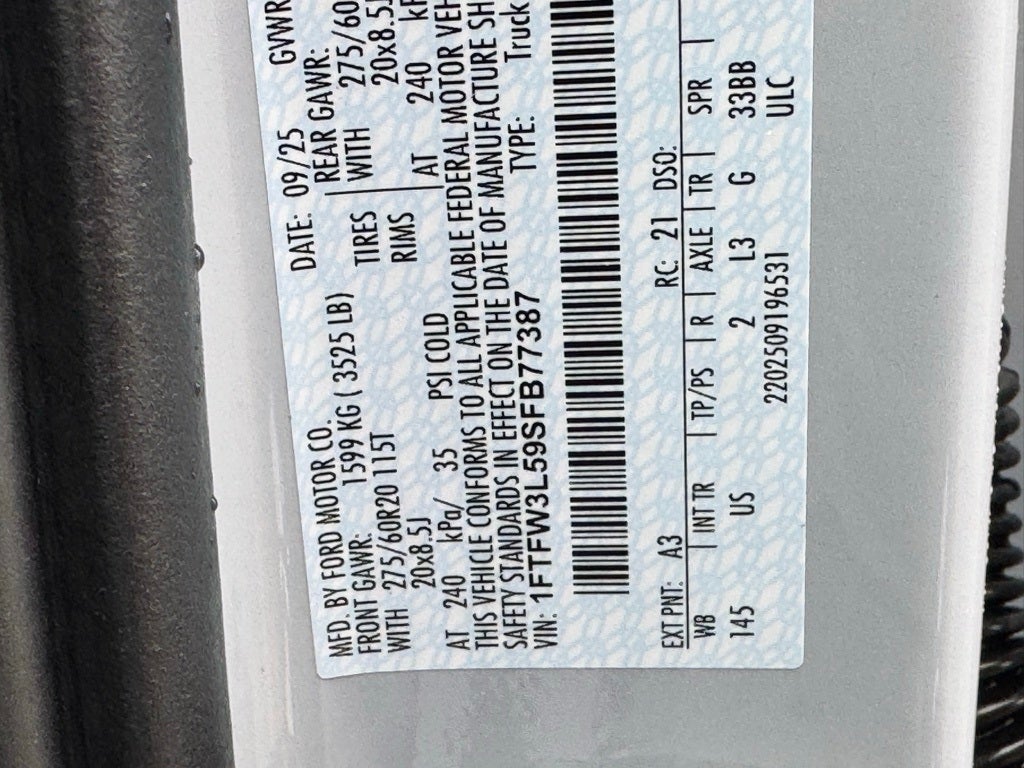 MFD. BY FORD MOTOR CO. DATE: 09/25 GVWR
FRONT GAWR: 1599 KG ( 3525 LB) REAR GAWR:
WITH 275/60R20 115T TIRES WITH 275/60
20x8.5J RIMS 20x8.5J
AT 240 kPa/ 35 PSI COLD AT 240
THIS VEHICLE CONFORMS TO ALL APPLICABLE FEDERAL MOTOR VEH
SAFETY STANDARDS IN EFFECT ON THE DATE OF MANUFACTURE SH
VIN: 1FTFW3L59SFB77387 TYPE: Truck
EXT PNT: A3 RC: 21 DSO:
WB | INT TR | TP/PS | R | AXLE | TR | SPR |
145 US 2 L3 G 33BB
2202509196531 ULC